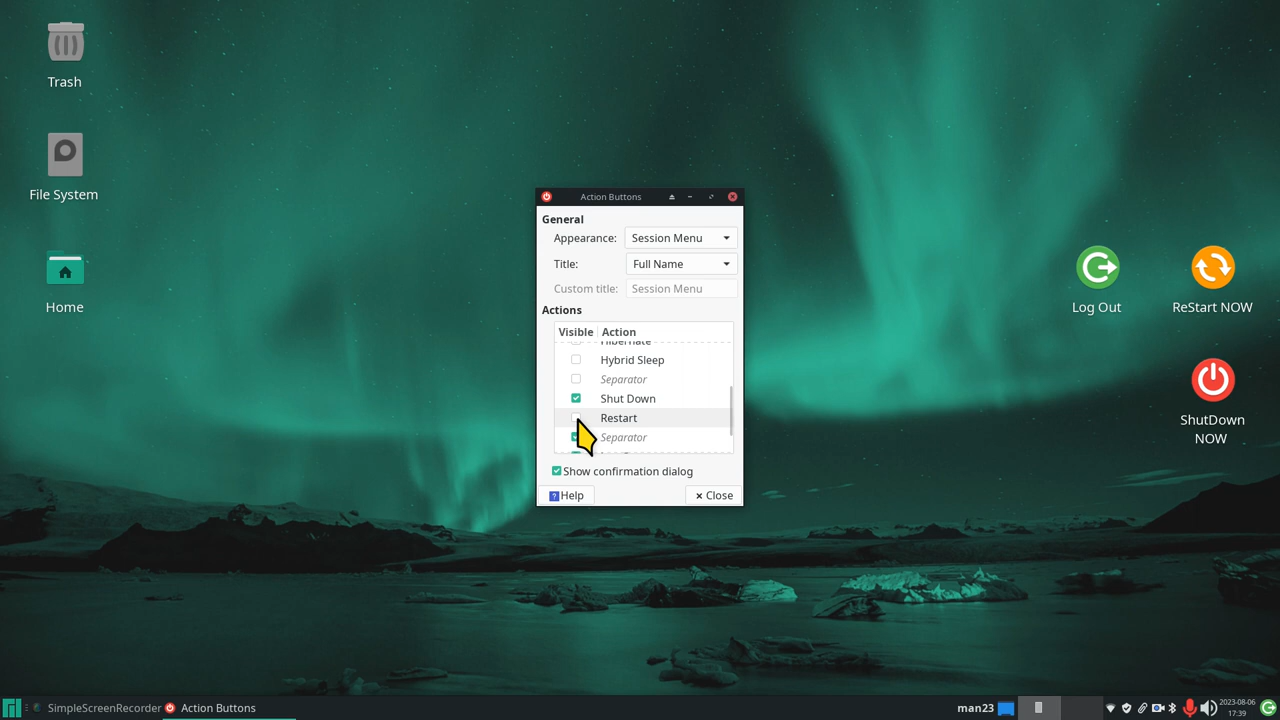 Trash
File System
Home
Action Buttons
General
Appearance: Session Menu
Title: Full Name
Custom title: Session Menu
Actions
Visible Action
Hibernate
Hybrid Sleep
Separator
Shut Down
Restart
Separator
Show confirmation dialog
? Help
× Close
Log Out
ReStart NOW
ShutDown
NOW
SimpleScreenRecorder
Action Buttons
man23
2023-08-06
17:39